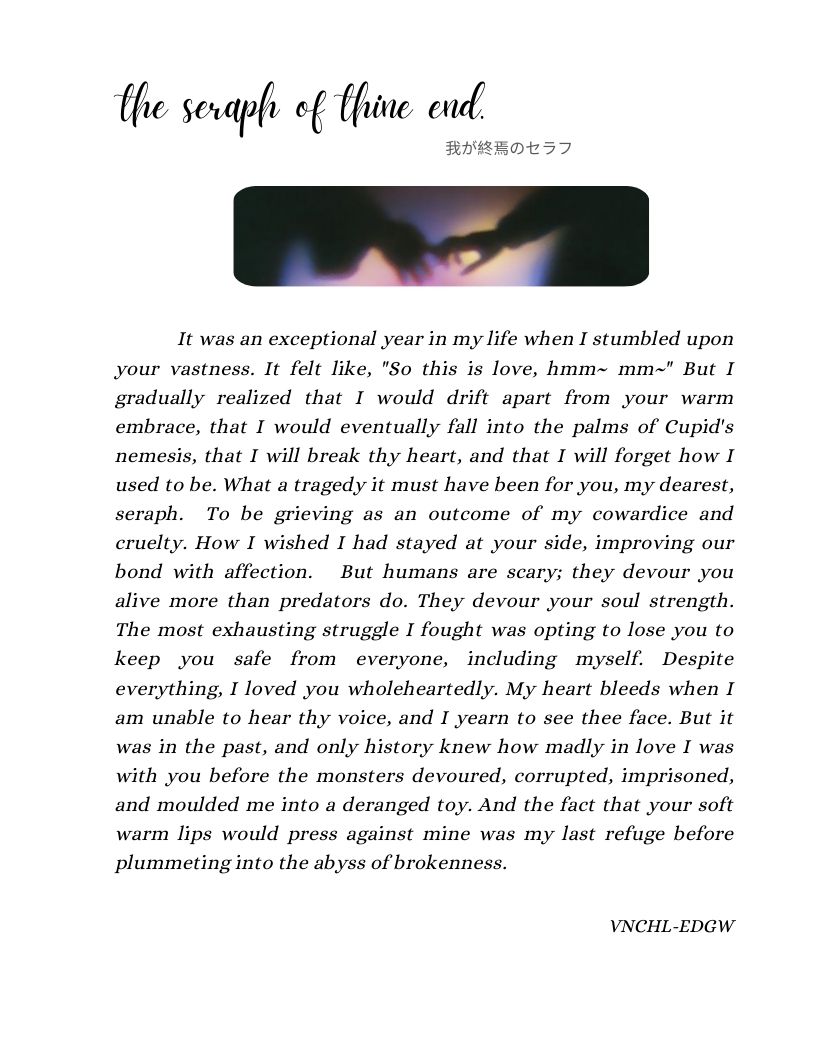 the seraph of thine end.
我が終焉のセラフ
It was an exceptional year in my life when I stumbled upon
your vastness. It felt like, "So this is love, hmm~ mm~" But I
gradually realized that I would drift apart from your warm
embrace, that I would eventually fall into the palms of Cupid's
nemesis, that I will break thy heart, and that I will forget how I
used to be. What a tragedy it must have been for you, my dearest,
seraph. To be grieving as an outcome of my cowardice and
cruelty. How I wished I had stayed at your side, improving our
bond with affection. But humans are scary; they devour you
alive more than predators do. They devour your soul strength.
The most exhausting struggle I fought was opting to lose you to
keep you safe from everyone, including myself. Despite
everything, I loved you wholeheartedly. My heart bleeds when I
am unable to hear thy voice, and I yearn to see thee face. But it
was in the past, and only history knew how madly in love I was
with you before the monsters devoured, corrupted, imprisoned,
and moulded me into a deranged toy. And the fact that your soft
warm lips would press against mine was my last refuge before
plummeting into the abyss of brokenness.
VNCHL-EDGW